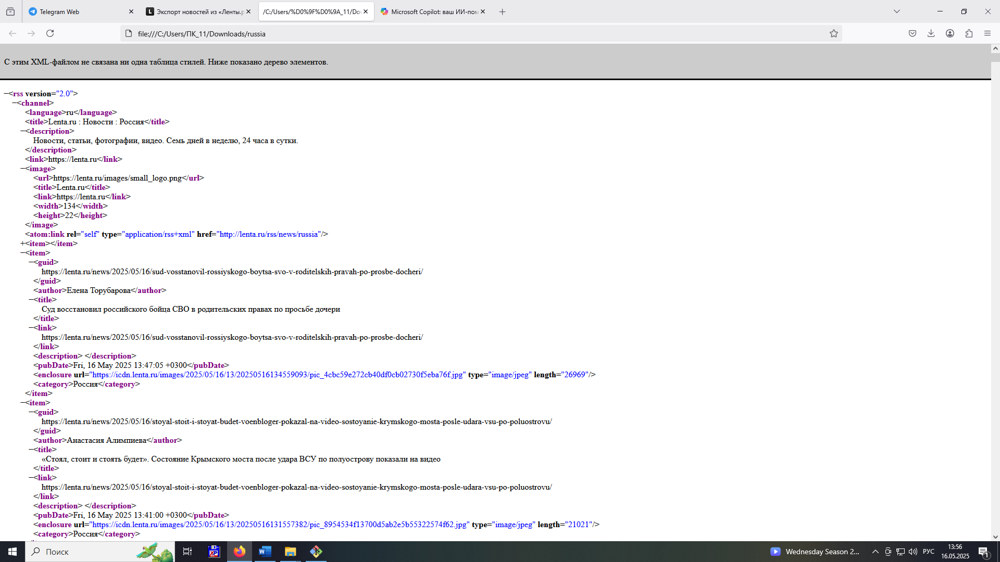 Telegram Web
Экспорт новостей из «Ленты.р
/C:/Users/%D0%9F%D0%9A_11/Do
Microsoft Copilot: ваш ИИ-пом
file:///C:/Users/ПК_11/Downloads/russia
С этим XML-файлом не связана ни одна таблица стилей. Ниже показано дерево элементов.
−<rss version="2.0">
−<channel>
<language>ru</language>
<title>Lenta.ru : Новости : Россия</title>
−<description>
Новости, статьи, фотографии, видео. Семь дней в неделю, 24 часа в сутки.
</description>
<link>https://lenta.ru</link>
−<image>
<url>https://lenta.ru/images/small_logo.png</url>
<title>Lenta.ru</title>
<link>https://lenta.ru</link>
<width>134</width>
<height>22</height>
</image>
<atom:link rel="self" type="application/rss+xml" href="http://lenta.ru/rss/news/russia"/>
+<item></item>
−<item>
−<guid>
https://lenta.ru/news/2025/05/16/sud-vosstanovil-rossiyskogo-boytsa-svo-v-roditelskih-pravah-po-prosbe-docheri/
</guid>
<author>Елена Торубарова</author>
−<title>
Суд восстановил российского бойца СВО в родительских правах по просьбе дочери
</title>
−<link>
https://lenta.ru/news/2025/05/16/sud-vosstanovil-rossiyskogo-boytsa-svo-v-roditelskih-pravah-po-prosbe-docheri/
</link>
<description> </description>
<pubDate>Fri, 16 May 2025 13:47:05 +0300</pubDate>
<enclosure url="https://icdn.lenta.ru/images/2025/05/16/13/20250516134559093/pic_4cbc59e272cb40df0cb02730f5eba76f.jpg" type="image/jpeg" length="26969"/>
<category>Россия</category>
</item>
−<item>
−<guid>
https://lenta.ru/news/2025/05/16/stoyal-stoit-i-stoyat-budet-voenbloger-pokazal-na-video-sostoyanie-krymskogo-mosta-posle-udara-vsu-po-poluostrovu/
</guid>
<author>Анастасия Алимпиева</author>
−<title>
«Стоял, стоит и стоять будет». Состояние Крымского моста после удара ВСУ по полуострову показали на видео
</title>
−<link>
https://lenta.ru/news/2025/05/16/stoyal-stoit-i-stoyat-budet-voenbloger-pokazal-na-video-sostoyanie-krymskogo-mosta-posle-udara-vsu-po-poluostrovu/
</link>
<description> </description>
<pubDate>Fri, 16 May 2025 13:41:00 +0300</pubDate>
<enclosure url="https://icdn.lenta.ru/images/2025/05/16/13/20250516131557382/pic_8954534f13700d5ab2e5b55322574f62.jpg" type="image/jpeg" length="21021"/>
<category>Россия</category>
Поиск
Wednesday Season 2...
РУС
13:56
16.05.2025
1